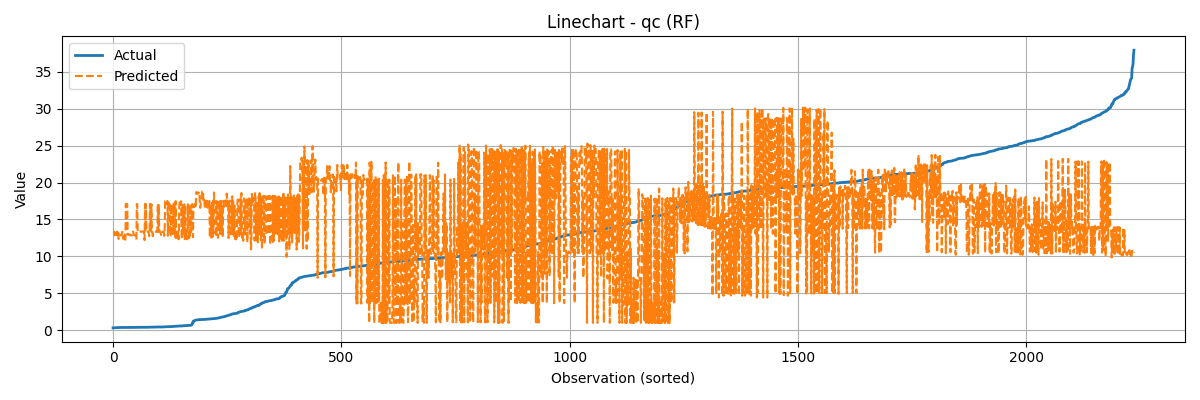 Linechart - qc (RF)
Actual
Predicted
Value
35
30
25
20
15
10
5
0
0
500
1000
1500
2000
Observation (sorted)